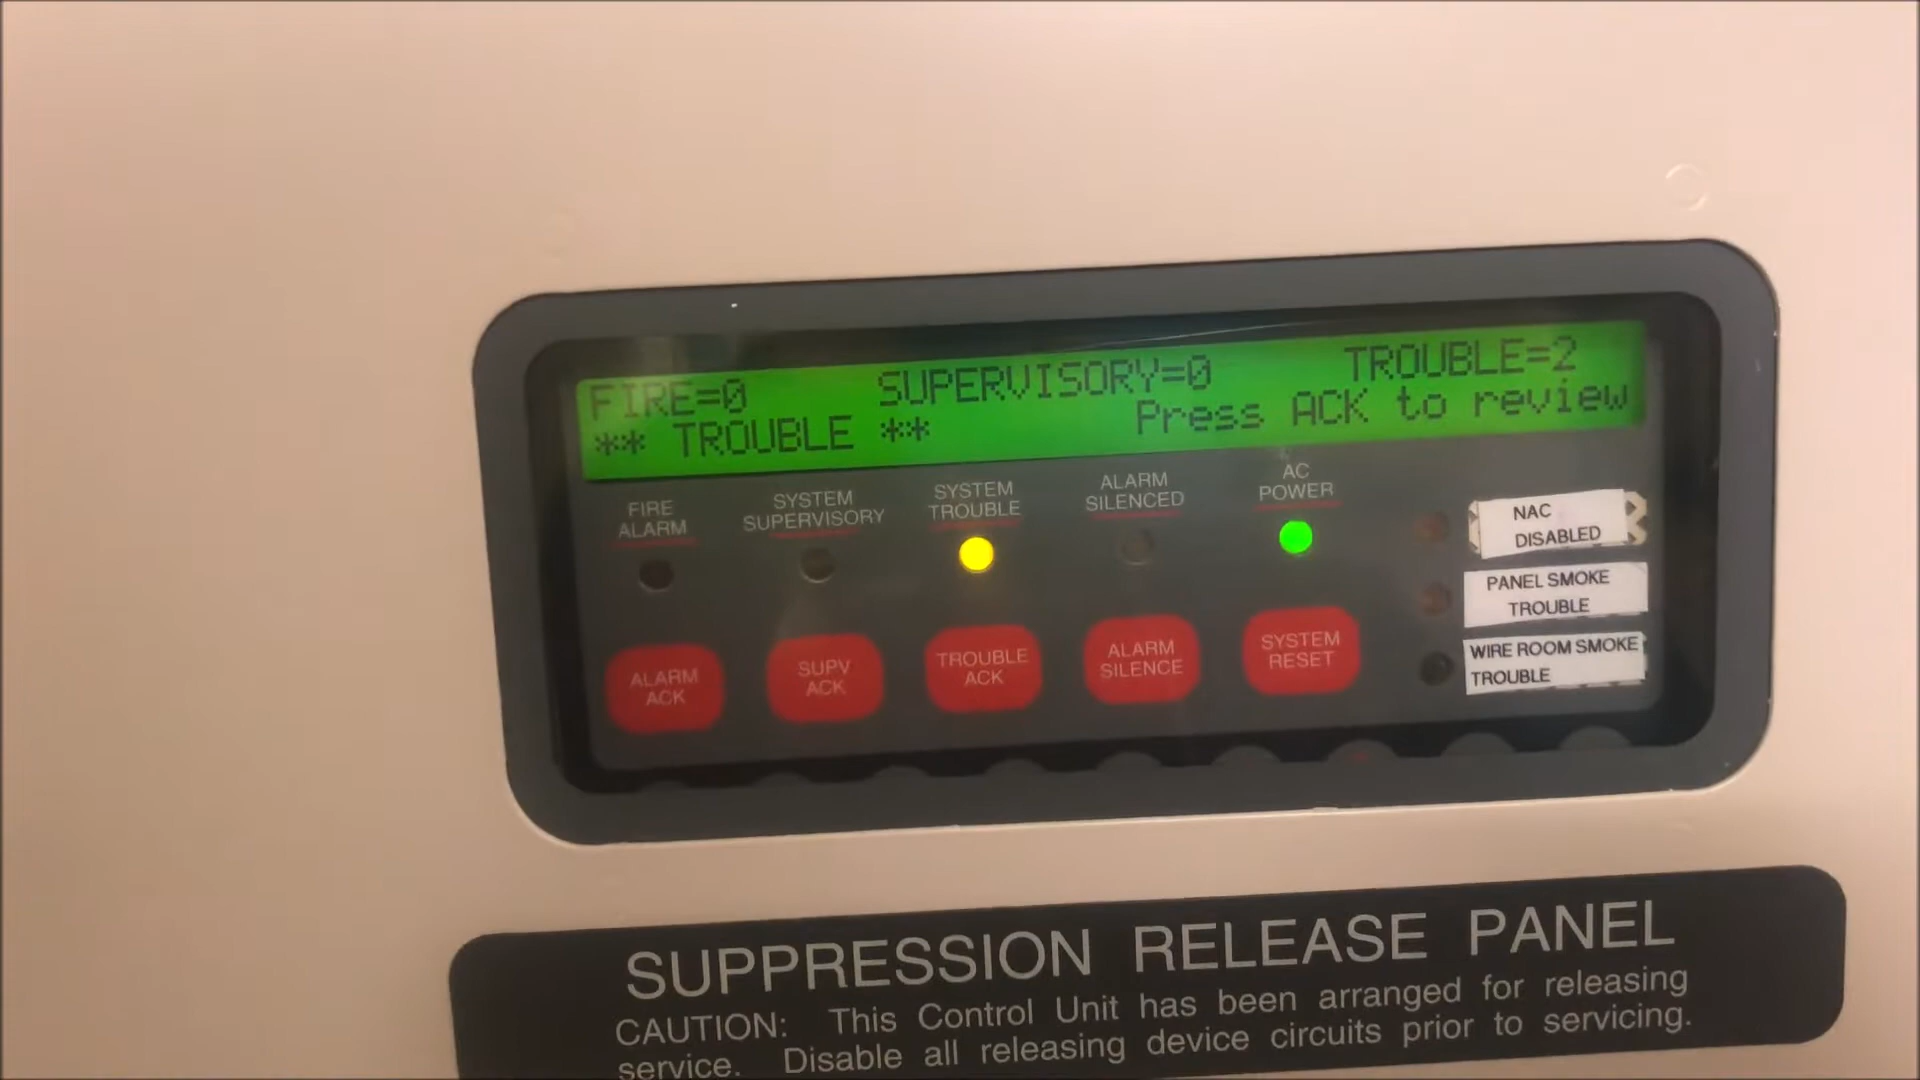 FIRE=0 SUPERVISORY=0 TROUBLE=2
** TROUBLE ** Press ACK to review
FIRE
ALARM
SYSTEM
SUPERVISORY
SYSTEM
TROUBLE
ALARM
SILENCED
AC
POWER
NAC
DISABLED
PANEL SMOKE
TROUBLE
WIRE ROOM SMOKE
TROUBLE
ALARM
ACK
SUPV
ACK
TROUBLE
ACK
ALARM
SILENCE
SYSTEM
RESET
SUPPRESSION RELEASE PANEL
CAUTION: This Control Unit has been arranged for releasing
service. Disable all releasing device circuits prior to servicing.